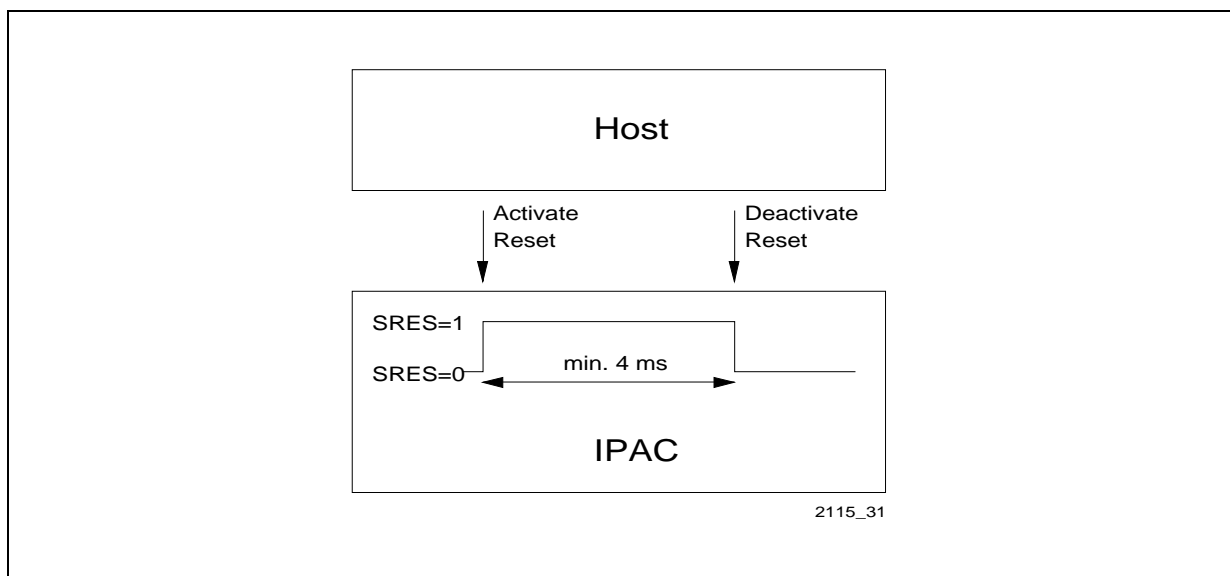 Host
Activate
Reset
Deactivate
Reset
SRES=1
min. 4 ms
SRES=0
IPAC
2115_31